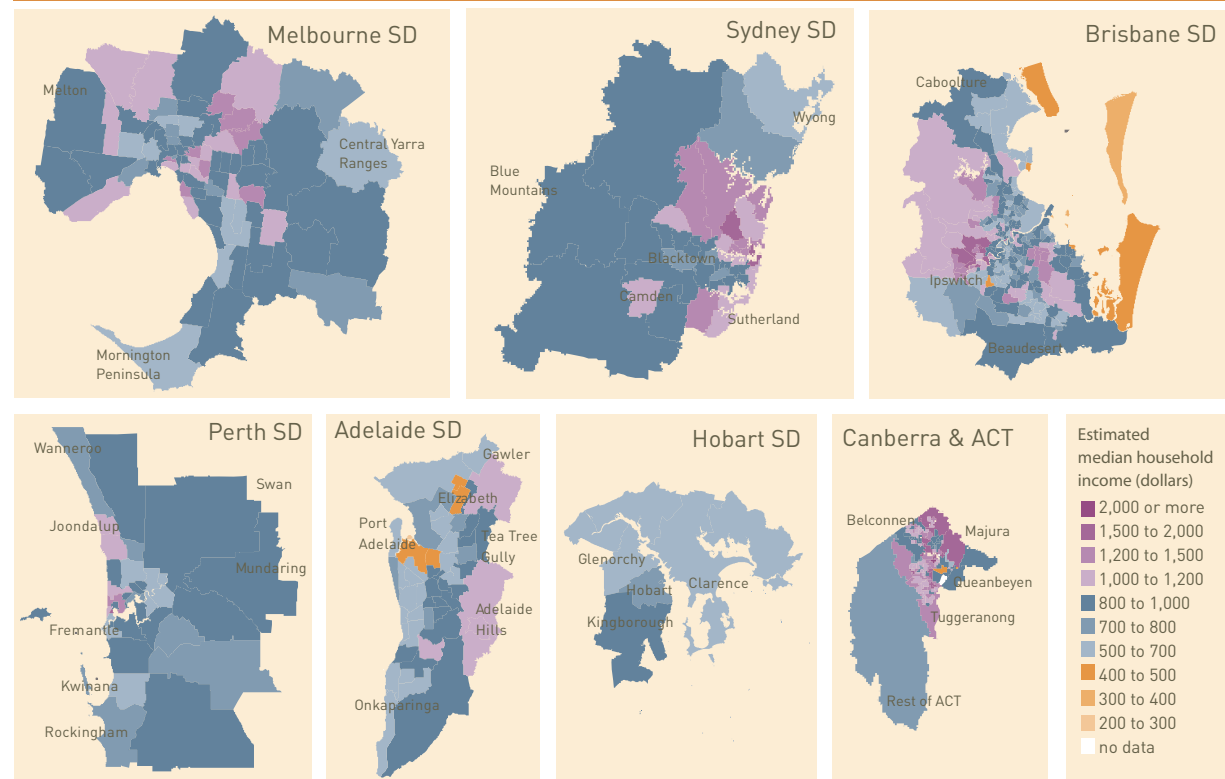 Melbourne SD
Melton
Central Yarra
Ranges
Mornington
Peninsula
Sydney SD
Wyong
Blue
Mountains
Blacktown
Camden
Sutherland
Brisbane SD
Caboolture
Ipswitch
Beaudesert
Perth SD
Wanneroo
Swan
Joondalup
Mundaring
Fremantle
Kwinana
Rockingham
Adelaide SD
Gawler
Elizabeth
Port
Adelaide
Tea Tree
Gully
Adelaide
Hills
Onkaparinga
Hobart SD
Glenorchy
Hobart
Clarence
Kingborough
Canberra & ACT
Belconnen
Majura
Queanbeyen
Tuggeranong
Rest of ACT
Estimated
median household
income (dollars)
2,000 or more
1,500 to 2,000
1,200 to 1,500
1,000 to 1,200
800 to 1,000
700 to 800
500 to 700
400 to 500
300 to 400
200 to 300
no data